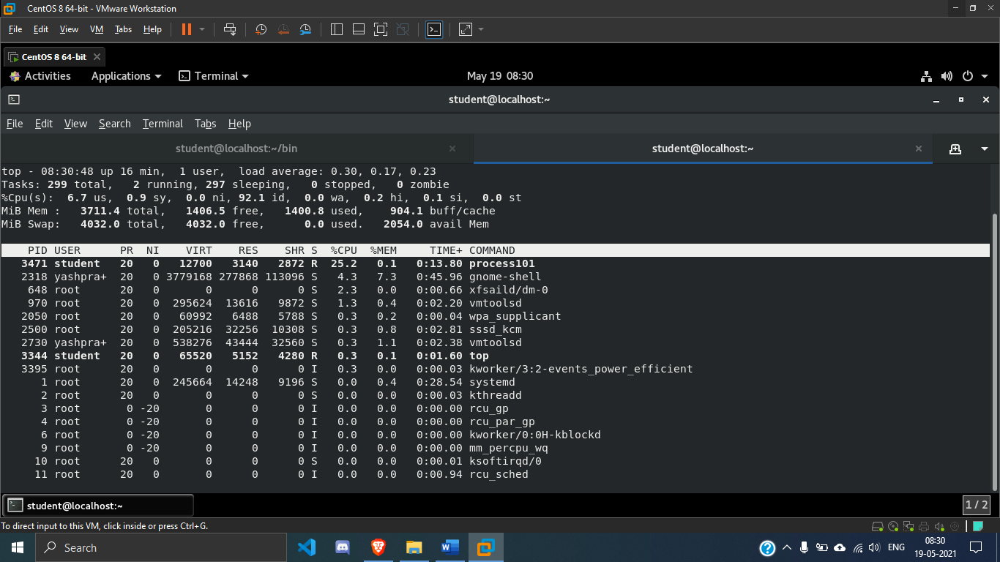 CentOS 8 64-bit - VMware Workstation
File Edit View VM Tabs Help
CentOS 8 64-bit
Activities Applications Terminal May 19 08:30
student@localhost:~
File Edit View Search Terminal Tabs Help
student@localhost:~/bin student@localhost:~
top - 08:30:48 up 16 min, 1 user, load average: 0.30, 0.17, 0.23
Tasks: 299 total, 2 running, 297 sleeping, 0 stopped, 0 zombie
%Cpu(s): 6.7 us, 0.9 sy, 0.0 ni, 92.1 id, 0.0 wa, 0.2 hi, 0.1 si, 0.0 st
MiB Mem : 3711.4 total, 1406.5 free, 1400.8 used, 904.1 buff/cache
MiB Swap: 4032.0 total, 4032.0 free, 0.0 used. 2054.0 avail Mem
PID USER PR NI VIRT RES SHR S %CPU %MEM TIME+ COMMAND
3471 student 20 0 12700 3140 2872 R 25.2 0.1 0:13.80 process101
2318 yashpra+ 20 0 3779168 277868 113096 S 4.3 7.3 0:45.96 gnome-shell
648 root 20 0 0 0 0 S 2.3 0.0 0:00.66 xfsaild/dm-0
970 root 20 0 295624 13616 9872 S 1.3 0.4 0:02.20 vmtoolsd
2050 root 20 0 60992 6488 5788 S 0.3 0.2 0:00.04 wpa_supplicant
2500 root 20 0 205216 32256 10308 S 0.3 0.8 0:02.81 sssd_kcm
2730 yashpra+ 20 0 538276 43444 32560 S 0.3 1.1 0:02.38 vmtoolsd
3344 student 20 0 65520 5152 4280 R 0.3 0.1 0:01.60 top
3395 root 20 0 0 0 0 I 0.3 0.0 0:00.03 kworker/3:2-events_power_efficient
1 root 20 0 245664 14248 9196 S 0.0 0.4 0:28.54 systemd
2 root 20 0 0 0 0 S 0.0 0.0 0:00.03 kthreadd
3 root 0 -20 0 0 0 I 0.0 0.0 0:00.00 rcu_gp
4 root 0 -20 0 0 0 I 0.0 0.0 0:00.00 rcu_par_gp
6 root 0 -20 0 0 0 I 0.0 0.0 0:00.00 kworker/0:0H-kblockd
9 root 0 -20 0 0 0 I 0.0 0.0 0:00.00 mm_percpu_wq
10 root 20 0 0 0 0 S 0.0 0.0 0:00.01 ksoftirqd/0
11 root 20 0 0 0 0 I 0.0 0.0 0:00.94 rcu_sched
student@localhost:~ 1 / 2
To direct input to this VM, click inside or press Ctrl+G.
Search ENG 08:30
19-05-2021